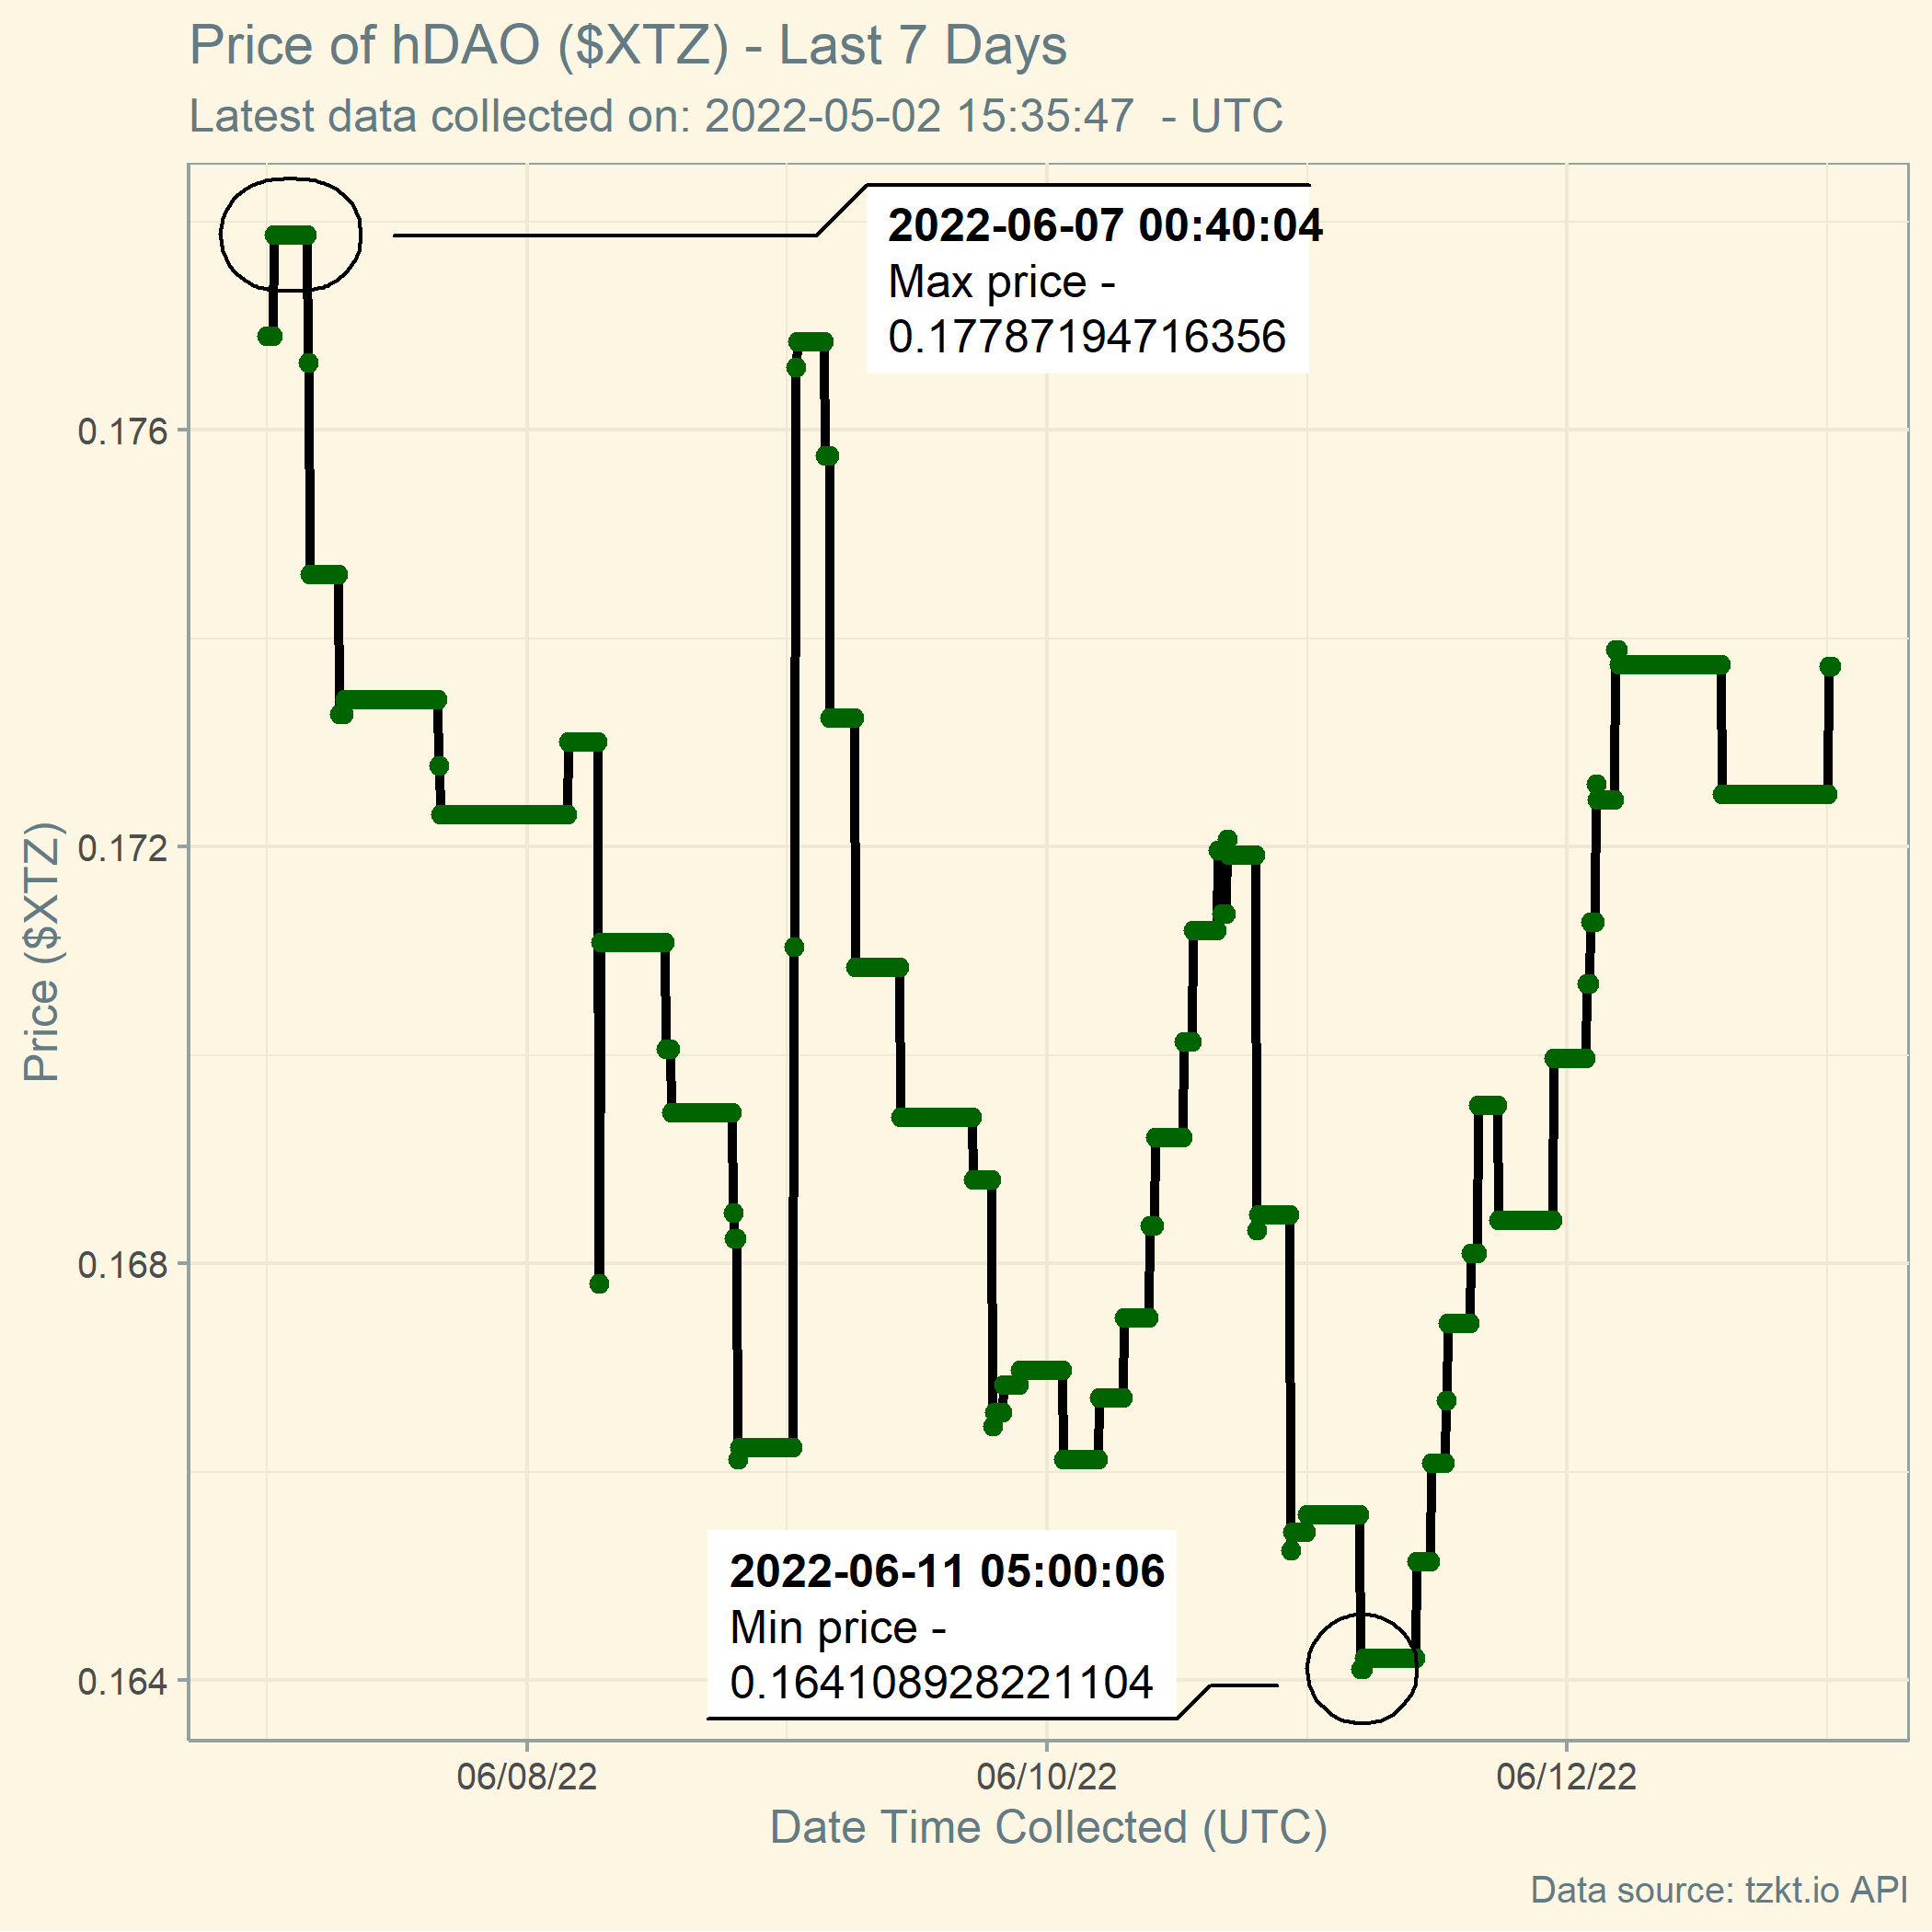 Price of hDAO ($XTZ) - Last 7 Days
Latest data collected on: 2022-05-02 15:35:47  - UTC
2022-06-07 00:40:04
Max price -
0.17787194716356
0.176
0.172
0.168
0.164
Price ($XTZ)
2022-06-11 05:00:06
Min price -
0.164108928221104
06/08/22
06/10/22
06/12/22
Date Time Collected (UTC)
Data source: tzkt.io API